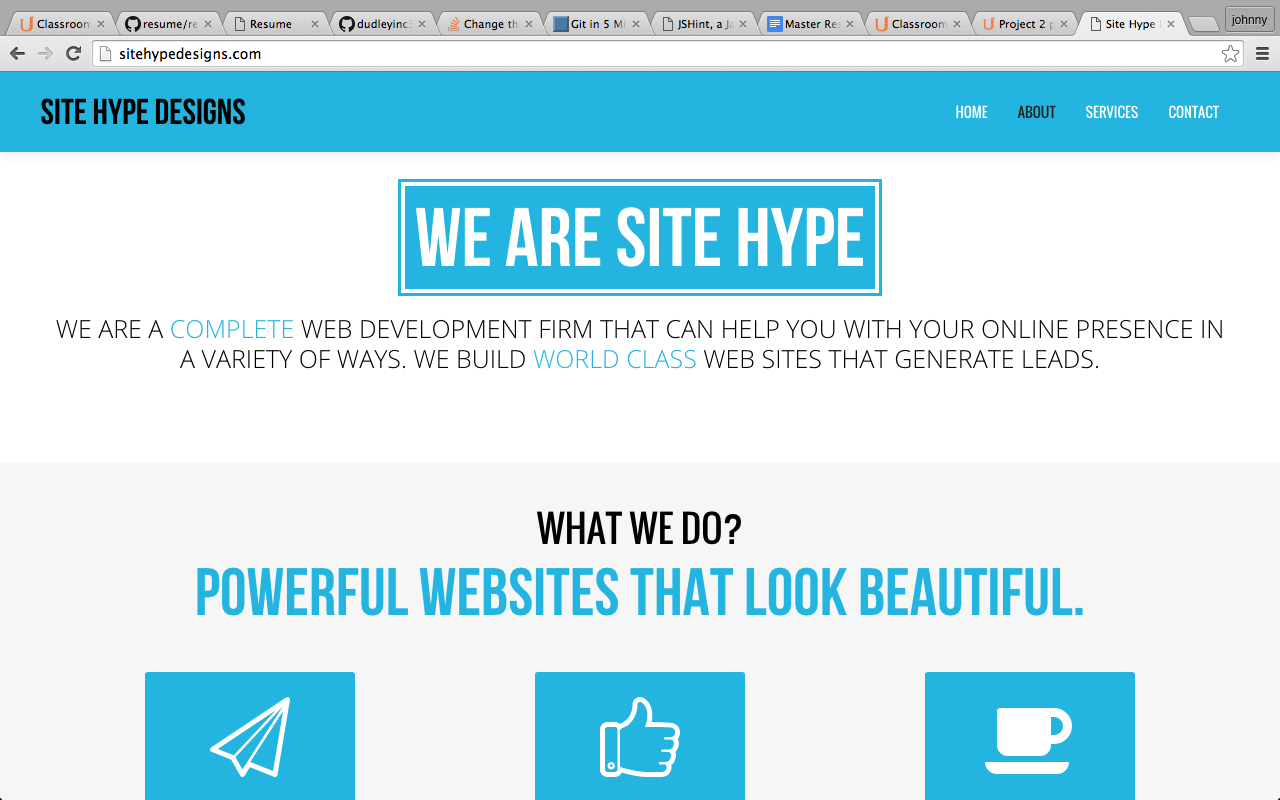 Classroom
resume/re
Resume
dudleyinc3
Change th
Git in 5 Mi
JSHint, a Ja
Master Res
Classroom
Project 2 p
Site Hype
johnny
sitehypedesigns.com
SITE HYPE DESIGNS
HOME
ABOUT
SERVICES
CONTACT
WE ARE SITE HYPE
WE ARE A COMPLETE WEB DEVELOPMENT FIRM THAT CAN HELP YOU WITH YOUR ONLINE PRESENCE IN
A VARIETY OF WAYS. WE BUILD WORLD CLASS WEB SITES THAT GENERATE LEADS.
WHAT WE DO?
POWERFUL WEBSITES THAT LOOK BEAUTIFUL.